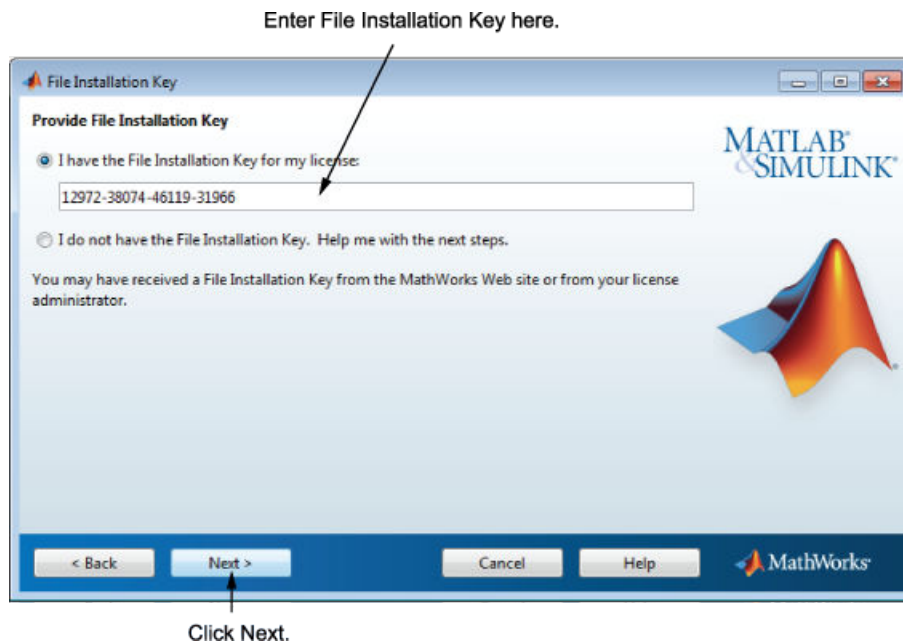 Enter File Installation Key here.
File Installation Key
Provide File Installation Key
MATLAB®
&SIMULINK®
I have the File Installation Key for my license:
12972-38074-46119-31966
I do not have the File Installation Key. Help me with the next steps.
You may have received a File Installation Key from the MathWorks Web site or from your license
administrator.
< Back
Next >
Cancel
Help
MathWorks®
Click Next.